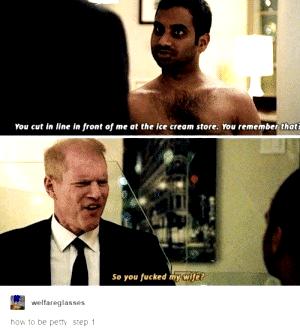 You cut in line in front of me at the ice cream store. You remember that
So you fucked my wife?
welfareglasses
how to be petty step 1